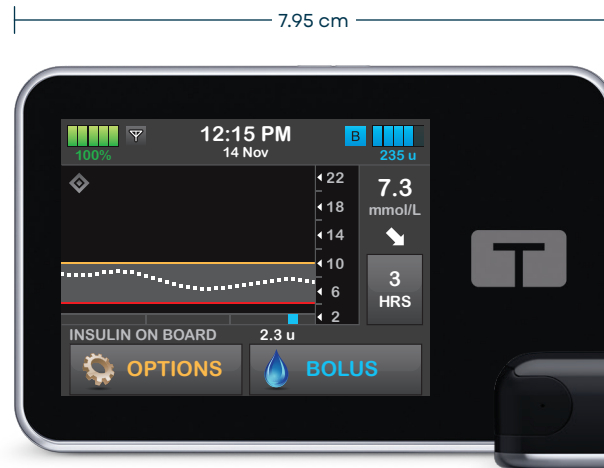 7.95 cm
12:15 PM
14 Nov
B
100%
235 u
22
18
14
10
6
2
7.3
mmol/L
3
HRS
INSULIN ON BOARD 2.3 u
OPTIONS
BOLUS
T